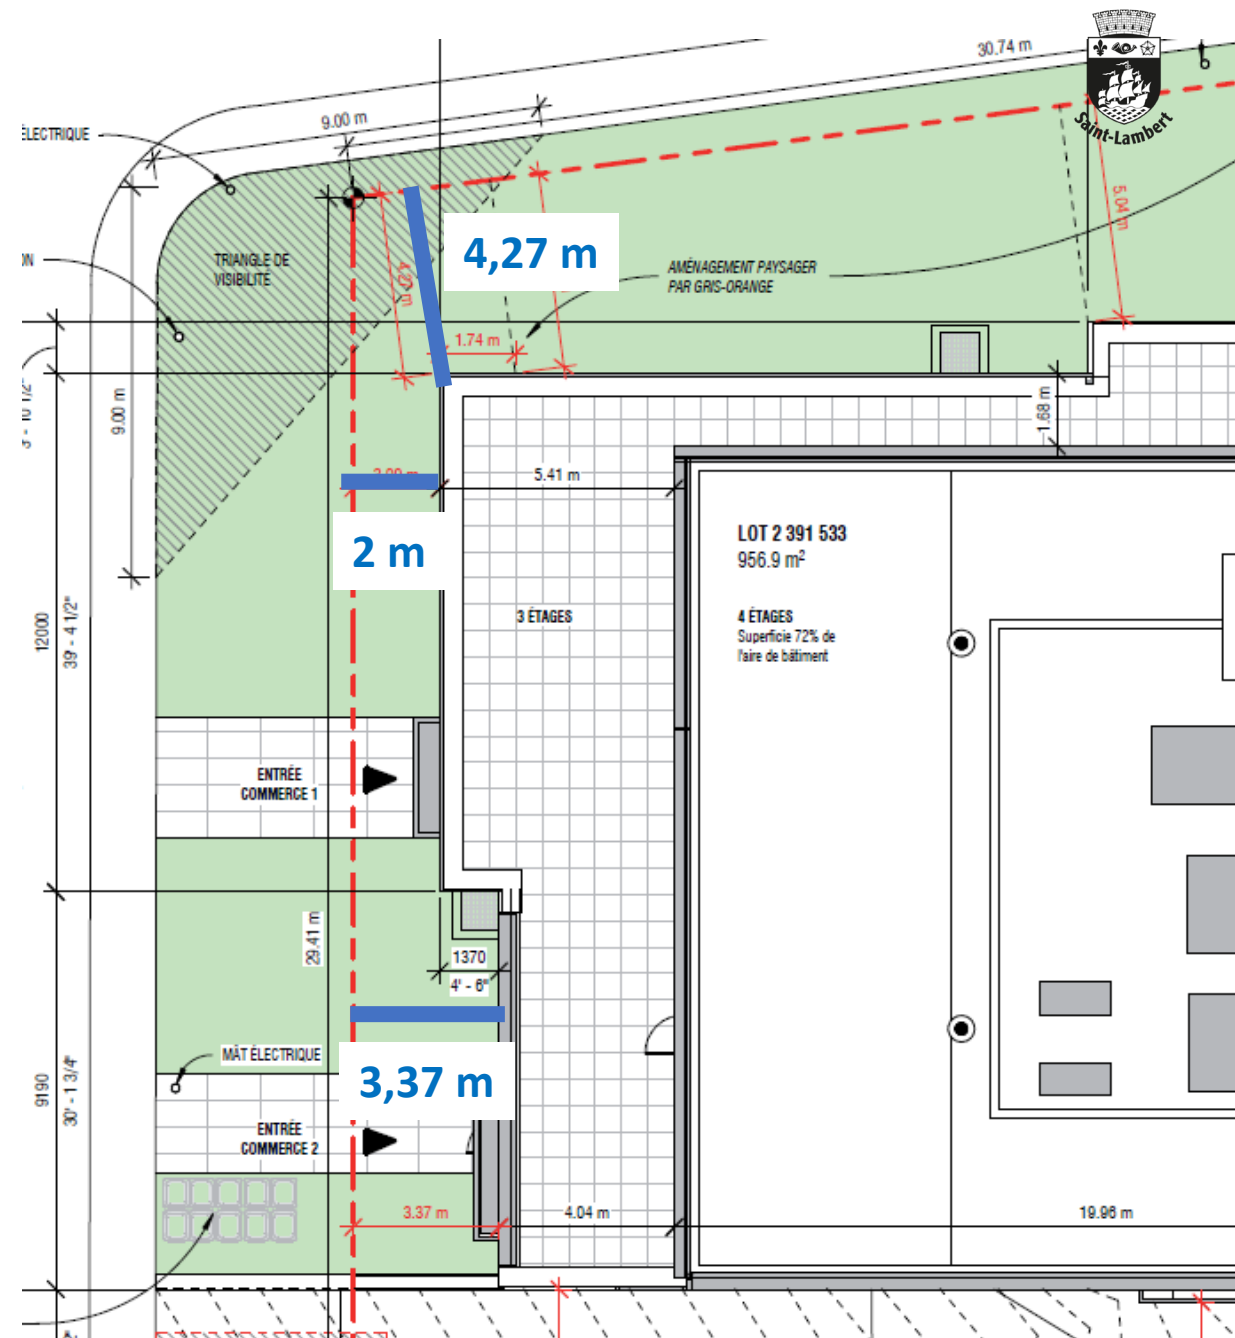 30.74 m
Saint-Lambert
9.00 m
ÉLECTRIQUE
5.04 m
4,27 m
TRIANGLE DE
VISIBILITÉ
4.27 m
AMÉNAGEMENT PAYSAGER
PAR GRIS-ORANGE
1.74 m
9.00 m
1.68 m
5.41 m
2 m
LOT 2 391 533
956.9 m²
3 ÉTAGES
4 ÉTAGES
Superficie 72% de
l'aire de bâtiment
12000
39' - 4 1/2"
ENTRÉE
COMMERCE 1
29.41 m
1370
4' - 6"
MÂT ÉLECTRIQUE
3,37 m
9190
30' - 1 3/4"
ENTRÉE
COMMERCE 2
3.37 m
4.04 m
19.96 m